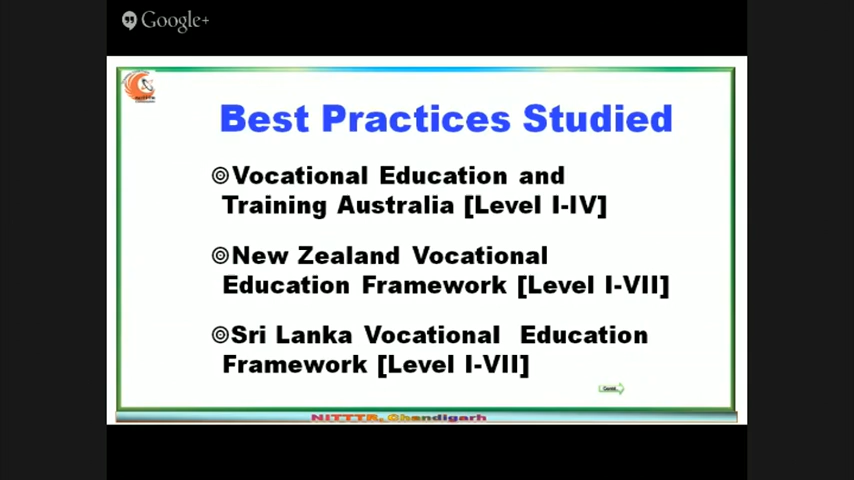 Google+
Best Practices Studied
Vocational Education and
Training Australia [Level I-IV]
New Zealand Vocational
Education Framework [Level I-VII]
Sri Lanka Vocational Education
Framework [Level I-VII]
NITTTR, Chandigarh